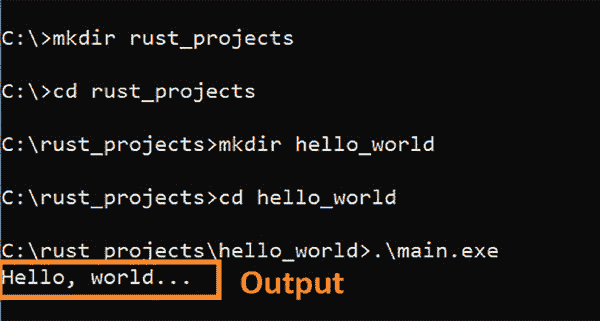 C:\>mkdir rust_projects
C:\>cd rust_projects
C:\rust_projects>mkdir hello_world
C:\rust_projects>cd hello_world
C:\rust_projects\hello_world>.\main.exe
Hello, world... Output